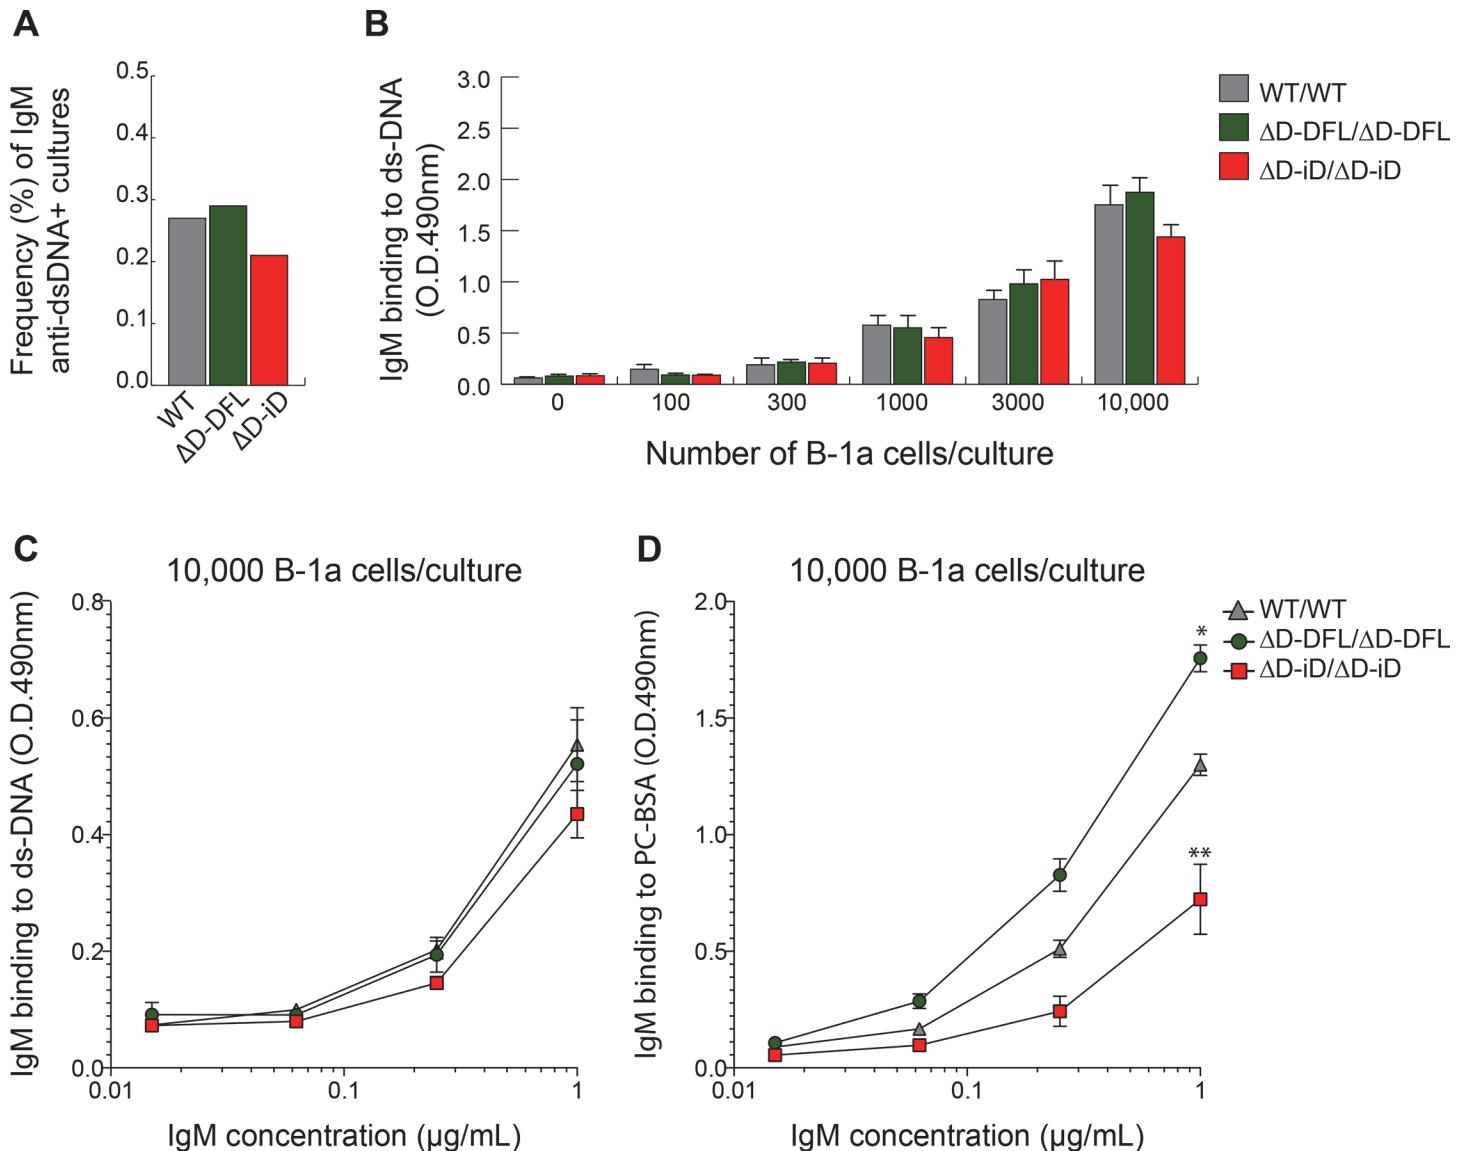 A
Frequency (%) of IgM
anti-dsDNA+ cultures
0.5
0.4
0.3
0.2
0.1
0.0
WT
ΔD-DFL
ΔD-iD
B
IgM binding to ds-DNA
(O.D.490nm)
3.0
2.5
2.0
1.5
1.0
0.5
0.0
0 100 300 1000 3000 10,000
Number of B-1a cells/culture
WT/WT
ΔD-DFL/ΔD-DFL
ΔD-iD/ΔD-iD
C
10,000 B-1a cells/culture
IgM binding to ds-DNA (O.D.490nm)
0.8
0.6
0.4
0.2
0.0
0.01 0.1 1
IgM concentration (µg/mL)
D
10,000 B-1a cells/culture
IgM binding to PC-BSA (O.D.490nm)
2.0
1.5
1.0
0.5
0.0
0.01 0.1 1
IgM concentration (µg/mL)
*
**
WT/WT
ΔD-DFL/ΔD-DFL
ΔD-iD/ΔD-iD